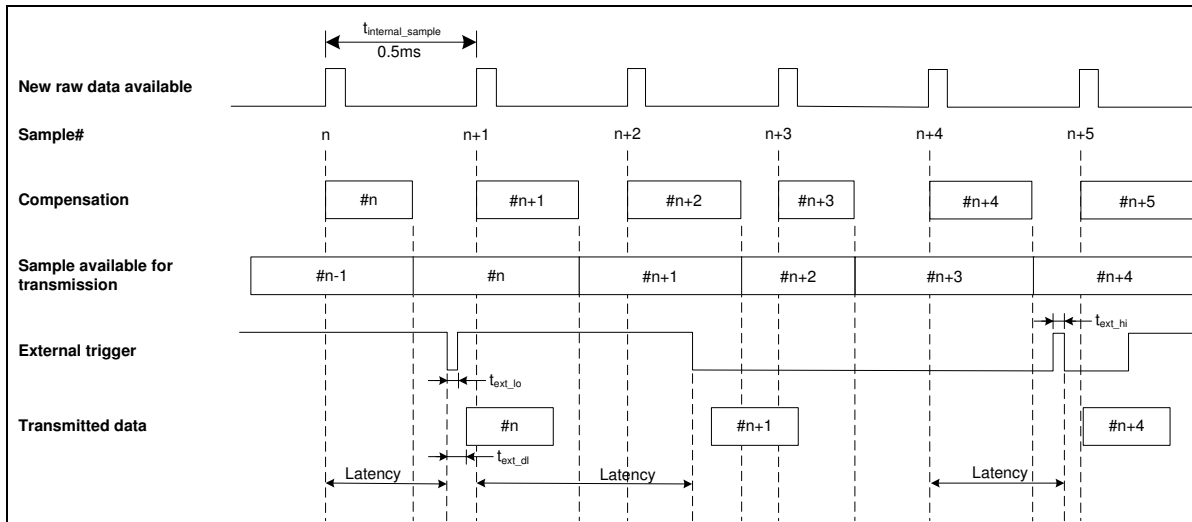 t_internal_sample
0.5ms
New raw data available
Sample# n n+1 n+2 n+3 n+4 n+5
Compensation #n #n+1 #n+2 #n+3 #n+4 #n+5
Sample available for
transmission
#n-1 #n #n+1 #n+2 #n+3 #n+4
t_ext_hi
External trigger
t_ext_lo
Transmitted data #n #n+1 #n+4
t_ext_dl
Latency Latency Latency